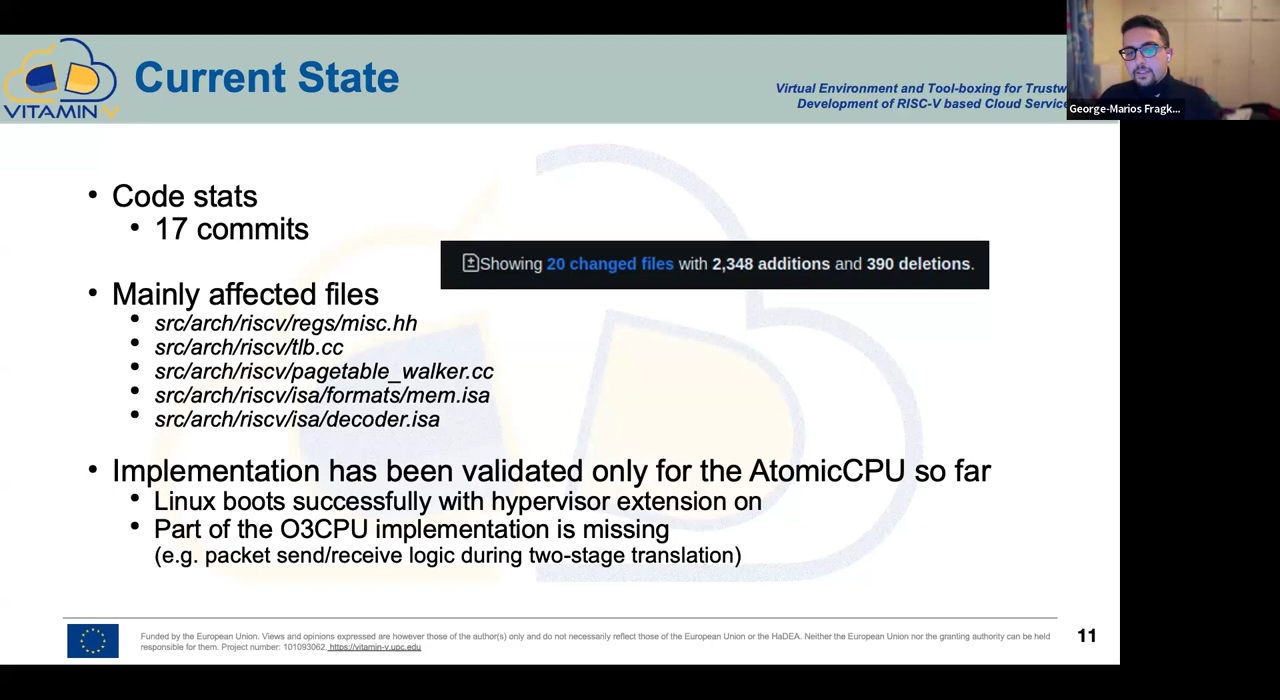 VITAMIN V
Current State
Virtual Environment and Tool-boxing for Trustw
Development of RISC-V based Cloud Service
George-Marios Fragk...
• Code stats
• 17 commits
Showing 20 changed files with 2,348 additions and 390 deletions.
• Mainly affected files
• src/arch/riscv/regs/misc.hh
• src/arch/riscv/tlb.cc
• src/arch/riscv/pagetable_walker.cc
• src/arch/riscv/isa/formats/mem.isa
• src/arch/riscv/isa/decoder.isa
• Implementation has been validated only for the AtomicCPU so far
• Linux boots successfully with hypervisor extension on
• Part of the O3CPU implementation is missing
(e.g. packet send/receive logic during two-stage translation)
Funded by the European Union. Views and opinions expressed are however those of the author(s) only and do not necessarily reflect those of the European Union or the HaDEA. Neither the European Union nor the granting authority can be held
responsible for them. Project number: 101093062. https://vitamin-v.upc.edu
11